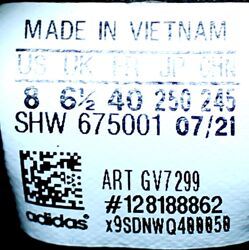 MADE IN VIETNAM
US UK FR JP CHN
8 6½ 40 250 245
SHW 675001 07/21
ART GV7299
#128188862
adidas x9SDNWQ400050